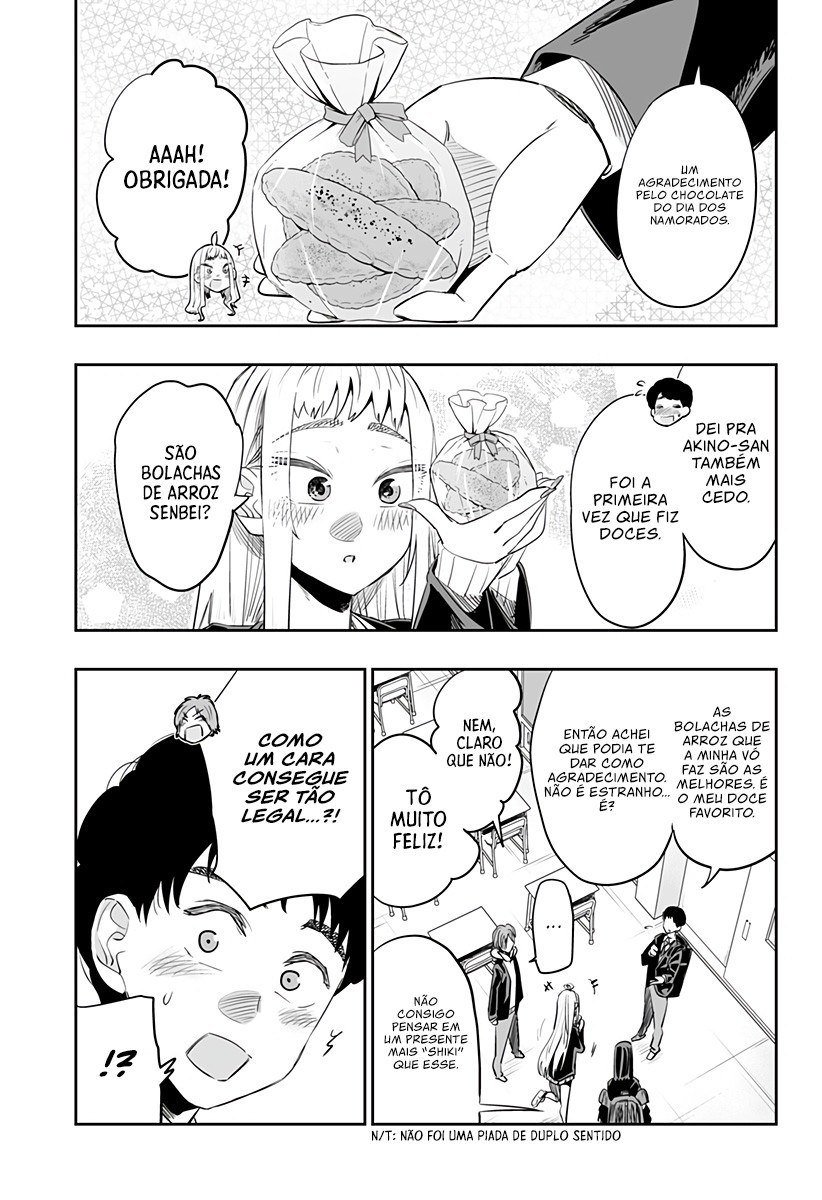 UM
AGRADECIMENTO
PELO CHOCOLATE
DO DIA DOS
NAMORADOS.
AAAH!
OBRIGADA!
DEI PRA
AKINO-SAN
TAMBÉM
MAIS
CEDO.
FOI A
PRIMEIRA
VEZ QUE FIZ
DOCES.
SÃO
BOLACHAS
DE ARROZ
SENBEI?
AS
BOLACHAS DE
ARROZ QUE
A MINHA VÓ
FAZ SÃO AS
MELHORES. É
O MEU DOCE
FAVORITO.
ENTÃO ACHEI
QUE PODIA TE
DAR COMO
AGRADECIMENTO.
NÃO É ESTRANHO...
É?
NEM,
CLARO
QUE NÃO!
TÔ
MUITO
FELIZ!
...
NÃO
CONSIGO
PENSAR EM
UM PRESENTE
MAIS “SHIKI”
QUE ESSE.
COMO
UM CARA
CONSEGUE
SER TÃO
LEGAL...?!
!?
N/T: NÃO FOI UMA PIADA DE DUPLO SENTIDO